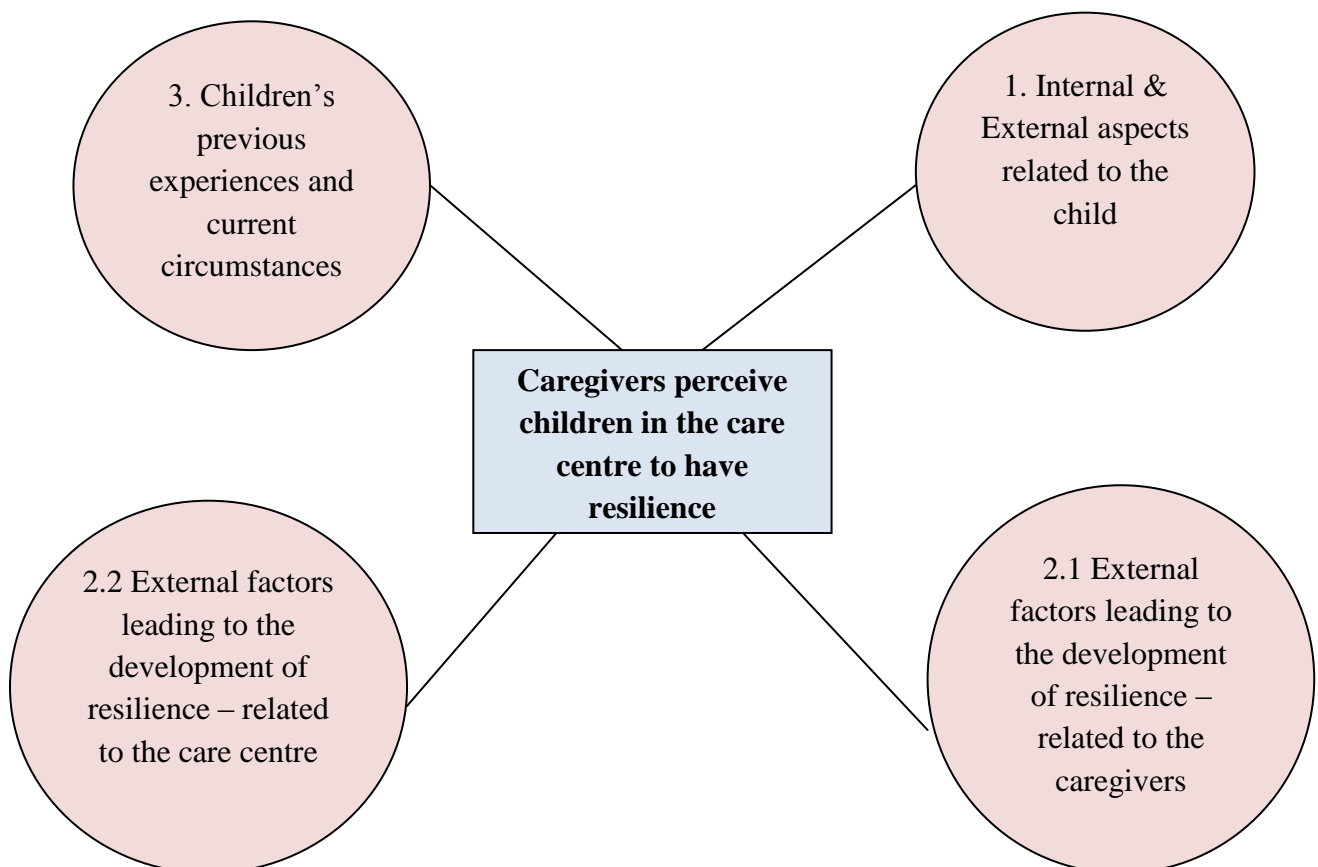 3. Children’s
previous
experiences and
current
circumstances
1. Internal &
External aspects
related to the
child
Caregivers perceive
children in the care
centre to have
resilience
2.2 External factors
leading to the
development of
resilience – related
to the care centre
2.1 External
factors leading to
the development
of resilience –
related to the
caregivers